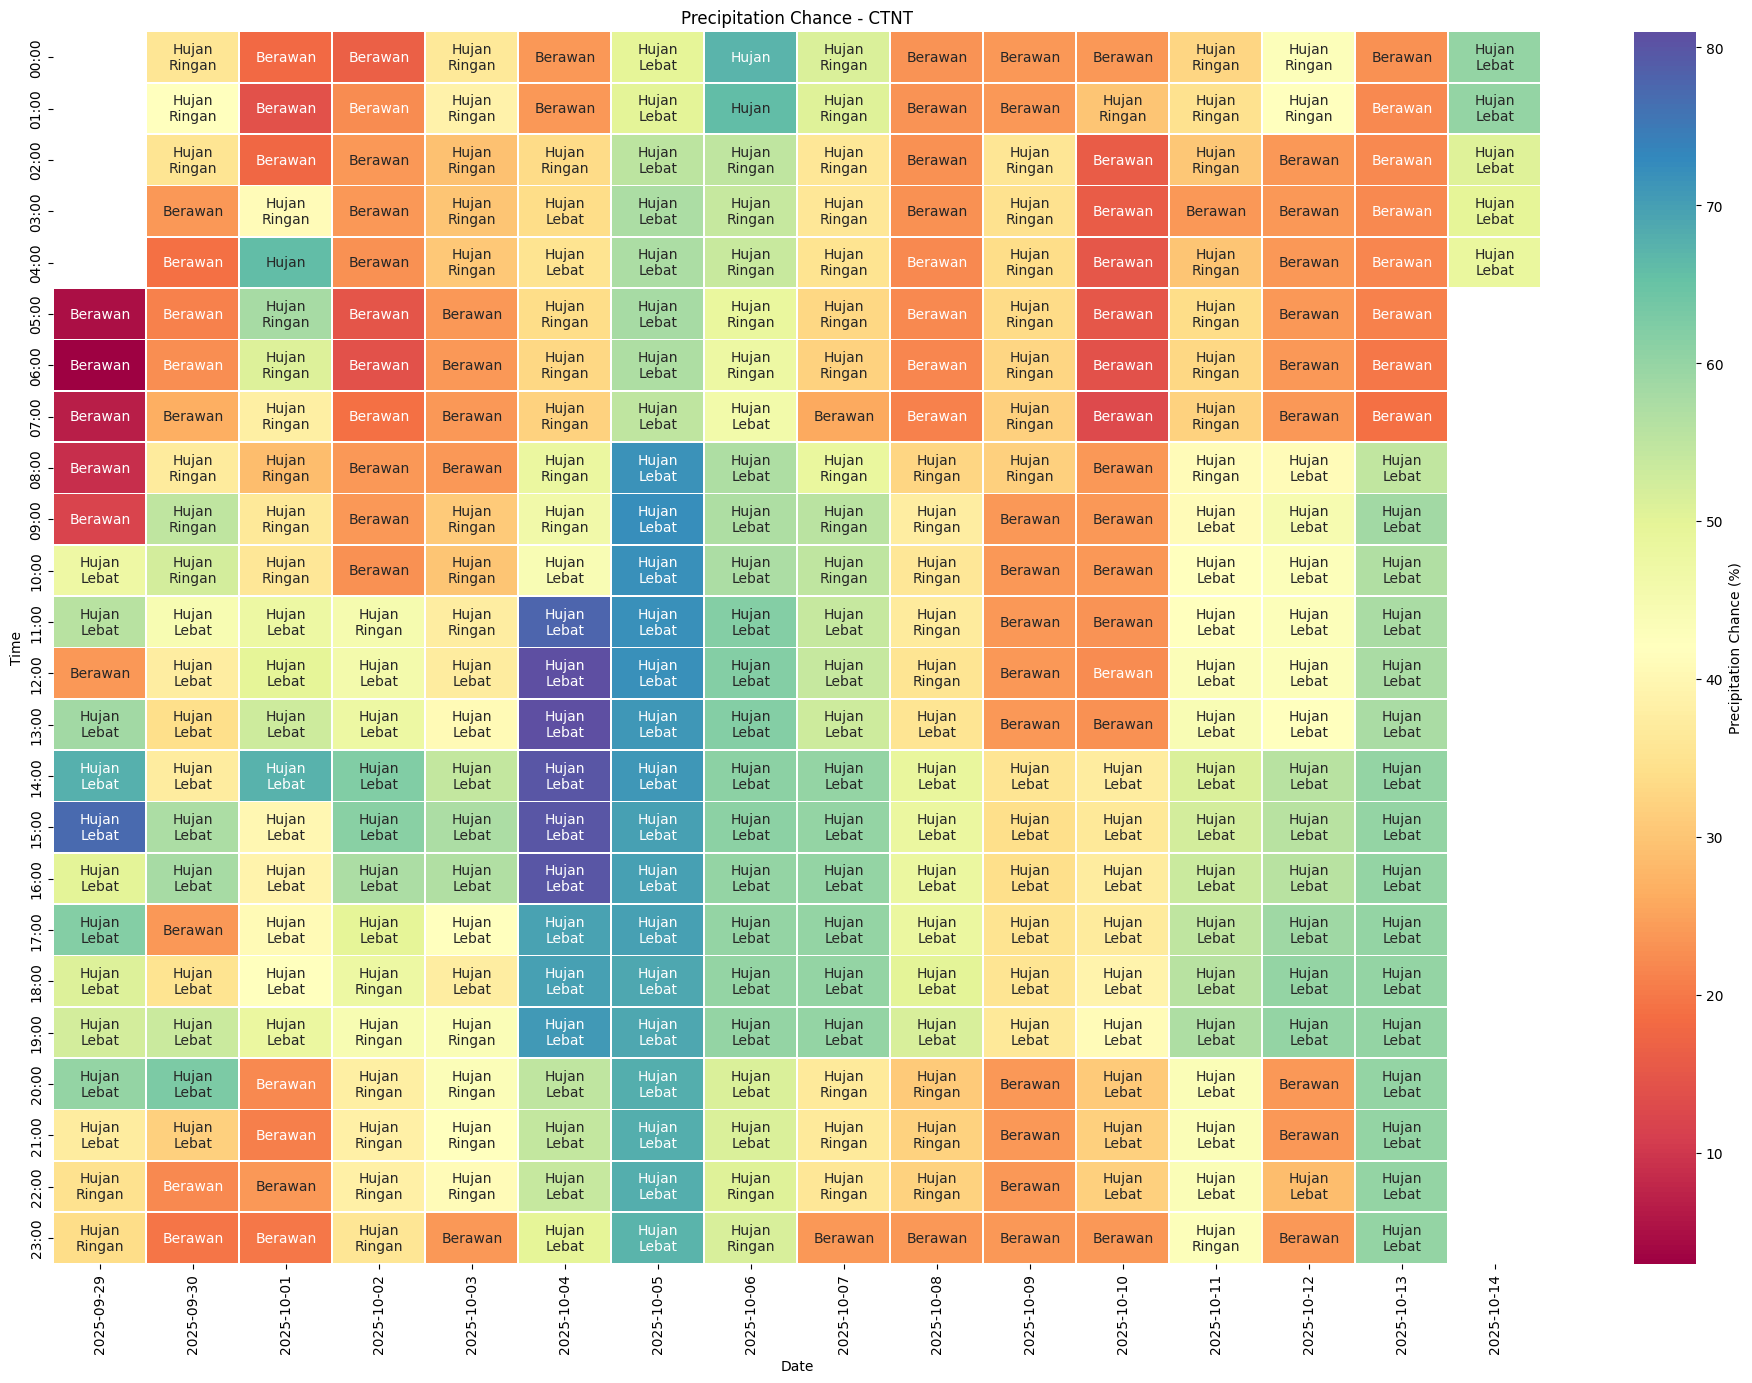 Precipitation Chance - CTNT
00:00 Hujan Ringan Berawan Berawan Hujan Ringan Berawan Hujan Lebat Hujan Hujan Ringan Berawan Berawan Berawan Hujan Ringan Hujan Ringan Berawan Hujan Lebat
01:00 Hujan Ringan Berawan Berawan Hujan Ringan Berawan Hujan Lebat Hujan Hujan Ringan Berawan Berawan Hujan Ringan Hujan Ringan Hujan Ringan Berawan Hujan Lebat
02:00 Hujan Ringan Berawan Berawan Hujan Ringan Hujan Ringan Hujan Lebat Hujan Ringan Hujan Ringan Berawan Hujan Ringan Berawan Hujan Ringan Berawan Berawan Hujan Lebat
03:00 Berawan Hujan Ringan Berawan Hujan Ringan Hujan Lebat Hujan Lebat Hujan Ringan Hujan Ringan Berawan Hujan Ringan Berawan Berawan Berawan Berawan Hujan Lebat
04:00 Berawan Hujan Berawan Hujan Ringan Hujan Lebat Hujan Lebat Hujan Ringan Hujan Ringan Berawan Hujan Ringan Berawan Hujan Ringan Berawan Berawan Hujan Lebat
05:00 Berawan Berawan Hujan Ringan Berawan Berawan Hujan Ringan Hujan Lebat Hujan Ringan Hujan Ringan Berawan Hujan Ringan Berawan Hujan Ringan Berawan Berawan
06:00 Berawan Berawan Hujan Ringan Berawan Berawan Hujan Ringan Hujan Lebat Hujan Ringan Hujan Ringan Berawan Hujan Ringan Berawan Hujan Ringan Berawan Berawan
07:00 Berawan Berawan Hujan Ringan Berawan Berawan Hujan Ringan Hujan Lebat Hujan Lebat Berawan Berawan Hujan Ringan Berawan Hujan Ringan Berawan Berawan
08:00 Berawan Hujan Ringan Hujan Ringan Berawan Berawan Hujan Ringan Hujan Lebat Hujan Lebat Hujan Ringan Hujan Ringan Hujan Ringan Berawan Hujan Ringan Hujan Lebat Hujan Lebat
09:00 Berawan Hujan Ringan Hujan Ringan Berawan Hujan Ringan Hujan Ringan Hujan Lebat Hujan Lebat Hujan Ringan Hujan Ringan Berawan Berawan Hujan Lebat Hujan Lebat Hujan Lebat
10:00 Hujan Lebat Hujan Ringan Hujan Ringan Berawan Hujan Ringan Hujan Lebat Hujan Lebat Hujan Lebat Hujan Ringan Hujan Ringan Berawan Berawan Hujan Lebat Hujan Lebat Hujan Lebat
11:00 Hujan Lebat Hujan Lebat Hujan Lebat Hujan Ringan Hujan Ringan Hujan Lebat Hujan Lebat Hujan Lebat Hujan Lebat Hujan Ringan Berawan Berawan Hujan Lebat Hujan Lebat Hujan Lebat
12:00 Berawan Hujan Lebat Hujan Lebat Hujan Lebat Hujan Lebat Hujan Lebat Hujan Lebat Hujan Lebat Hujan Lebat Hujan Ringan Berawan Berawan Hujan Lebat Hujan Lebat Hujan Lebat
13:00 Hujan Lebat Hujan Lebat Hujan Lebat Hujan Lebat Hujan Lebat Hujan Lebat Hujan Lebat Hujan Lebat Hujan Lebat Hujan Lebat Berawan Berawan Hujan Lebat Hujan Lebat Hujan Lebat
14:00 Hujan Lebat Hujan Lebat Hujan Lebat Hujan Lebat Hujan Lebat Hujan Lebat Hujan Lebat Hujan Lebat Hujan Lebat Hujan Lebat Hujan Lebat Hujan Lebat Hujan Lebat Hujan Lebat Hujan Lebat
15:00 Hujan Lebat Hujan Lebat Hujan Lebat Hujan Lebat Hujan Lebat Hujan Lebat Hujan Lebat Hujan Lebat Hujan Lebat Hujan Lebat Hujan Lebat Hujan Lebat Hujan Lebat Hujan Lebat Hujan Lebat
16:00 Hujan Lebat Hujan Lebat Hujan Lebat Hujan Lebat Hujan Lebat Hujan Lebat Hujan Lebat Hujan Lebat Hujan Lebat Hujan Lebat Hujan Lebat Hujan Lebat Hujan Lebat Hujan Lebat Hujan Lebat
17:00 Hujan Lebat Berawan Hujan Lebat Hujan Lebat Hujan Lebat Hujan Lebat Hujan Lebat Hujan Lebat Hujan Lebat Hujan Lebat Hujan Lebat Hujan Lebat Hujan Lebat Hujan Lebat Hujan Lebat
18:00 Hujan Lebat Hujan Lebat Hujan Lebat Hujan Ringan Hujan Lebat Hujan Lebat Hujan Lebat Hujan Lebat Hujan Lebat Hujan Lebat Hujan Lebat Hujan Lebat Hujan Lebat Hujan Lebat Hujan Lebat
19:00 Hujan Lebat Hujan Lebat Hujan Lebat Hujan Ringan Hujan Ringan Hujan Lebat Hujan Lebat Hujan Lebat Hujan Lebat Hujan Lebat Hujan Lebat Hujan Lebat Hujan Lebat Hujan Lebat Hujan Lebat
20:00 Hujan Lebat Hujan Lebat Berawan Hujan Ringan Hujan Ringan Hujan Lebat Hujan Lebat Hujan Lebat Hujan Ringan Hujan Ringan Berawan Hujan Lebat Hujan Lebat Berawan Hujan Lebat
21:00 Hujan Lebat Hujan Lebat Berawan Hujan Ringan Hujan Ringan Hujan Lebat Hujan Lebat Hujan Lebat Hujan Ringan Hujan Ringan Berawan Hujan Lebat Hujan Lebat Berawan Hujan Lebat
22:00 Hujan Ringan Berawan Berawan Hujan Ringan Hujan Ringan Hujan Lebat Hujan Lebat Hujan Ringan Hujan Ringan Hujan Ringan Berawan Hujan Lebat Hujan Lebat Hujan Lebat Hujan Lebat
23:00 Hujan Ringan Berawan Berawan Hujan Ringan Berawan Hujan Lebat Hujan Lebat Hujan Ringan Berawan Berawan Berawan Berawan Hujan Ringan Berawan Hujan Lebat
Time
2025-09-29 2025-09-30 2025-10-01 2025-10-02 2025-10-03 2025-10-04 2025-10-05 2025-10-06 2025-10-07 2025-10-08 2025-10-09 2025-10-10 2025-10-11 2025-10-12 2025-10-13 2025-10-14
Date
80
70
60
50
40
30
20
10
Precipitation Chance (%)